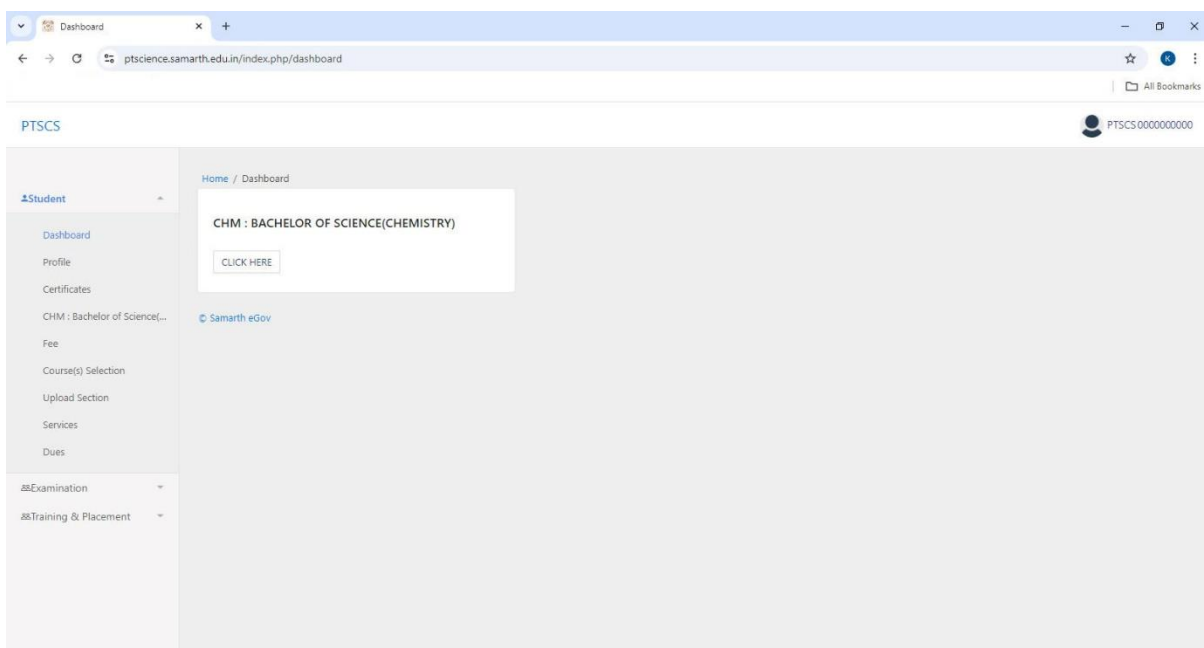 Dashboard
ptscience.samarth.edu.in/index.php/dashboard
K
All Bookmarks
PTSCS
PTSCS0000000000
Student
Dashboard
Profile
Certificates
CHM : Bachelor of Science(...
Fee
Course(s) Selection
Upload Section
Services
Dues
Examination
Training & Placement
Home / Dashboard
CHM : BACHELOR OF SCIENCE(CHEMISTRY)
CLICK HERE
© Samarth eGov